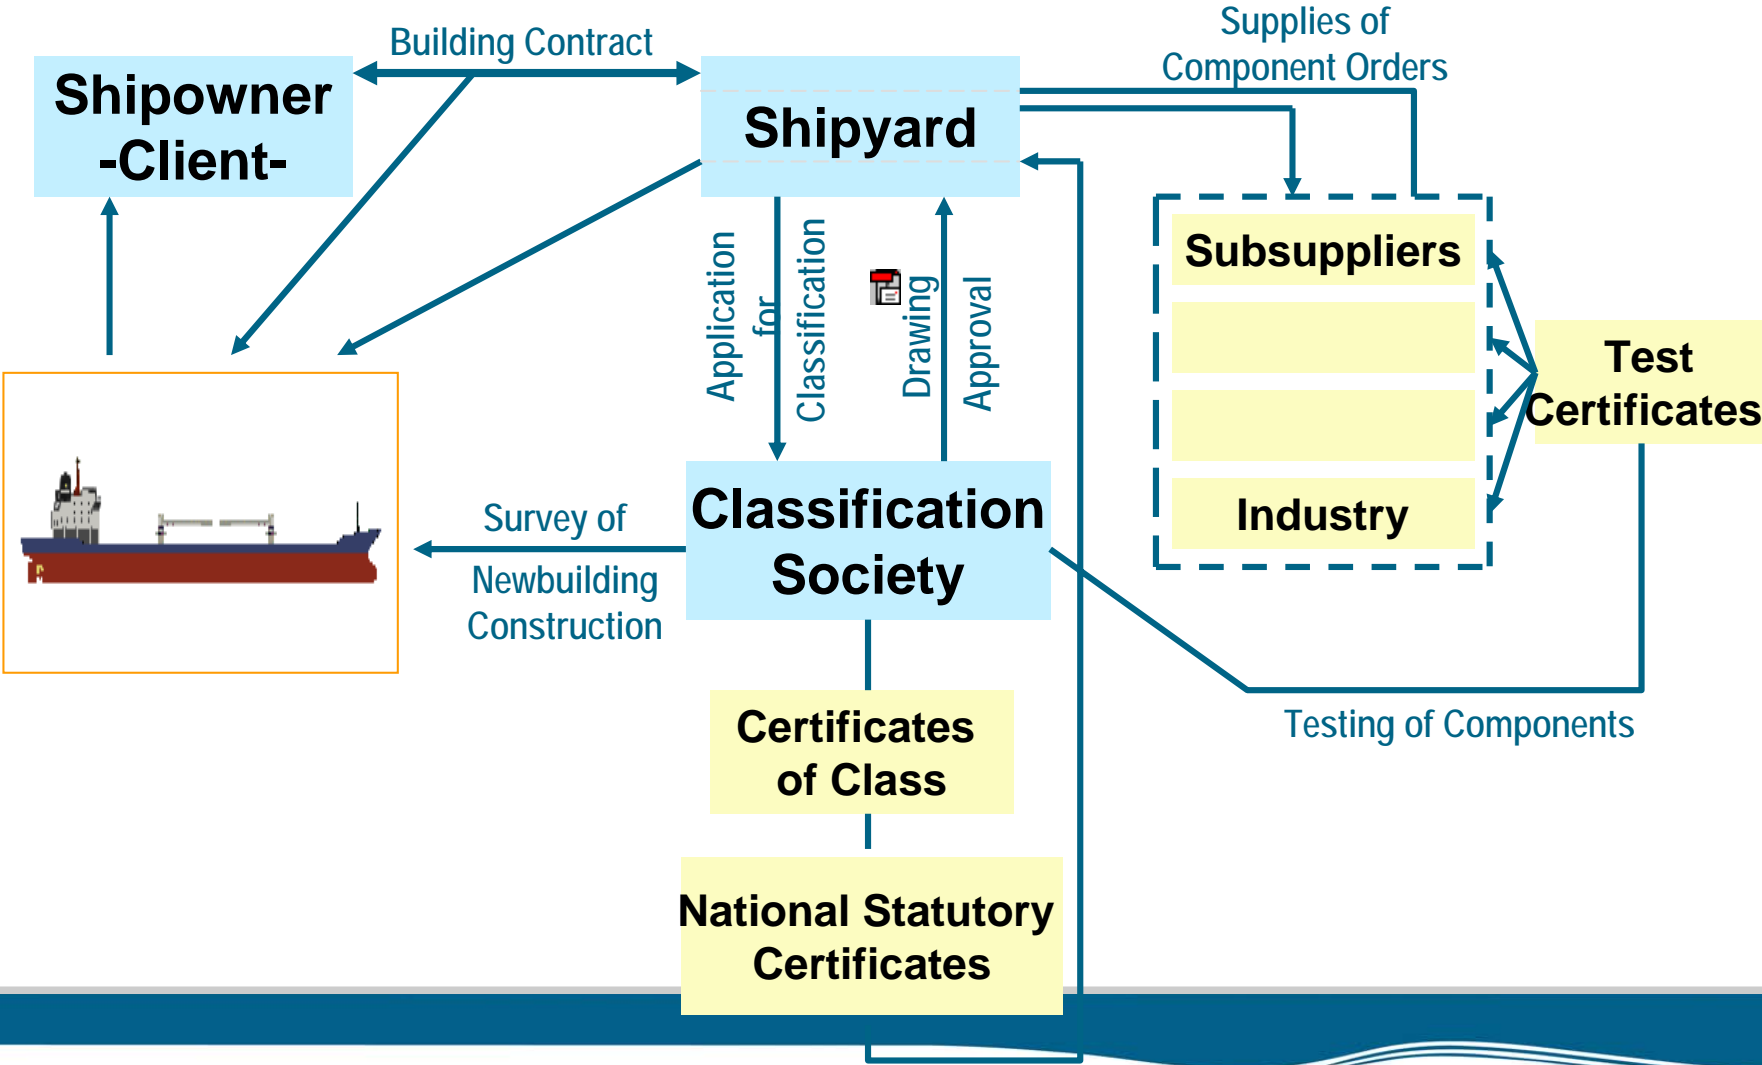 Building Contract
Supplies of
Component Orders
Shipowner
-Client-
Shipyard
Application
for
Classification
Drawing
Approval
Subsuppliers
Industry
Test
Certificates
Survey of
Newbuilding
Construction
Classification
Society
Testing of Components
Certificates
of Class
National Statutory
Certificates